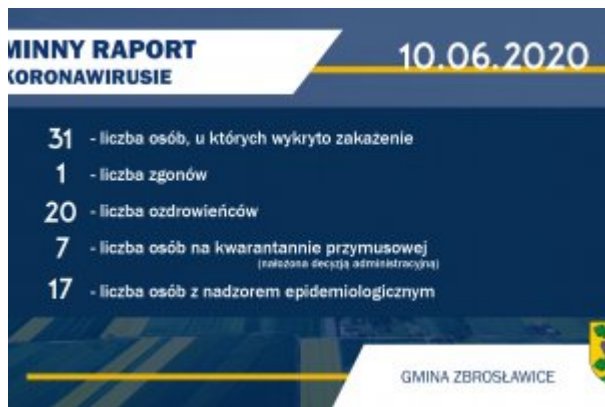 MINNY RAPORT
KORONAWIRUSIE
10.06.2020
31 - liczba osób, u których wykryto zakażenie
1 - liczba zgonów
20 - liczba ozdrowieńców
7 - liczba osób na kwarantannie przymusowej
(nałożona decyzją administracyjną)
17 - liczba osób z nadzorem epidemiologicznym
GMINA ZBROSŁAWICE